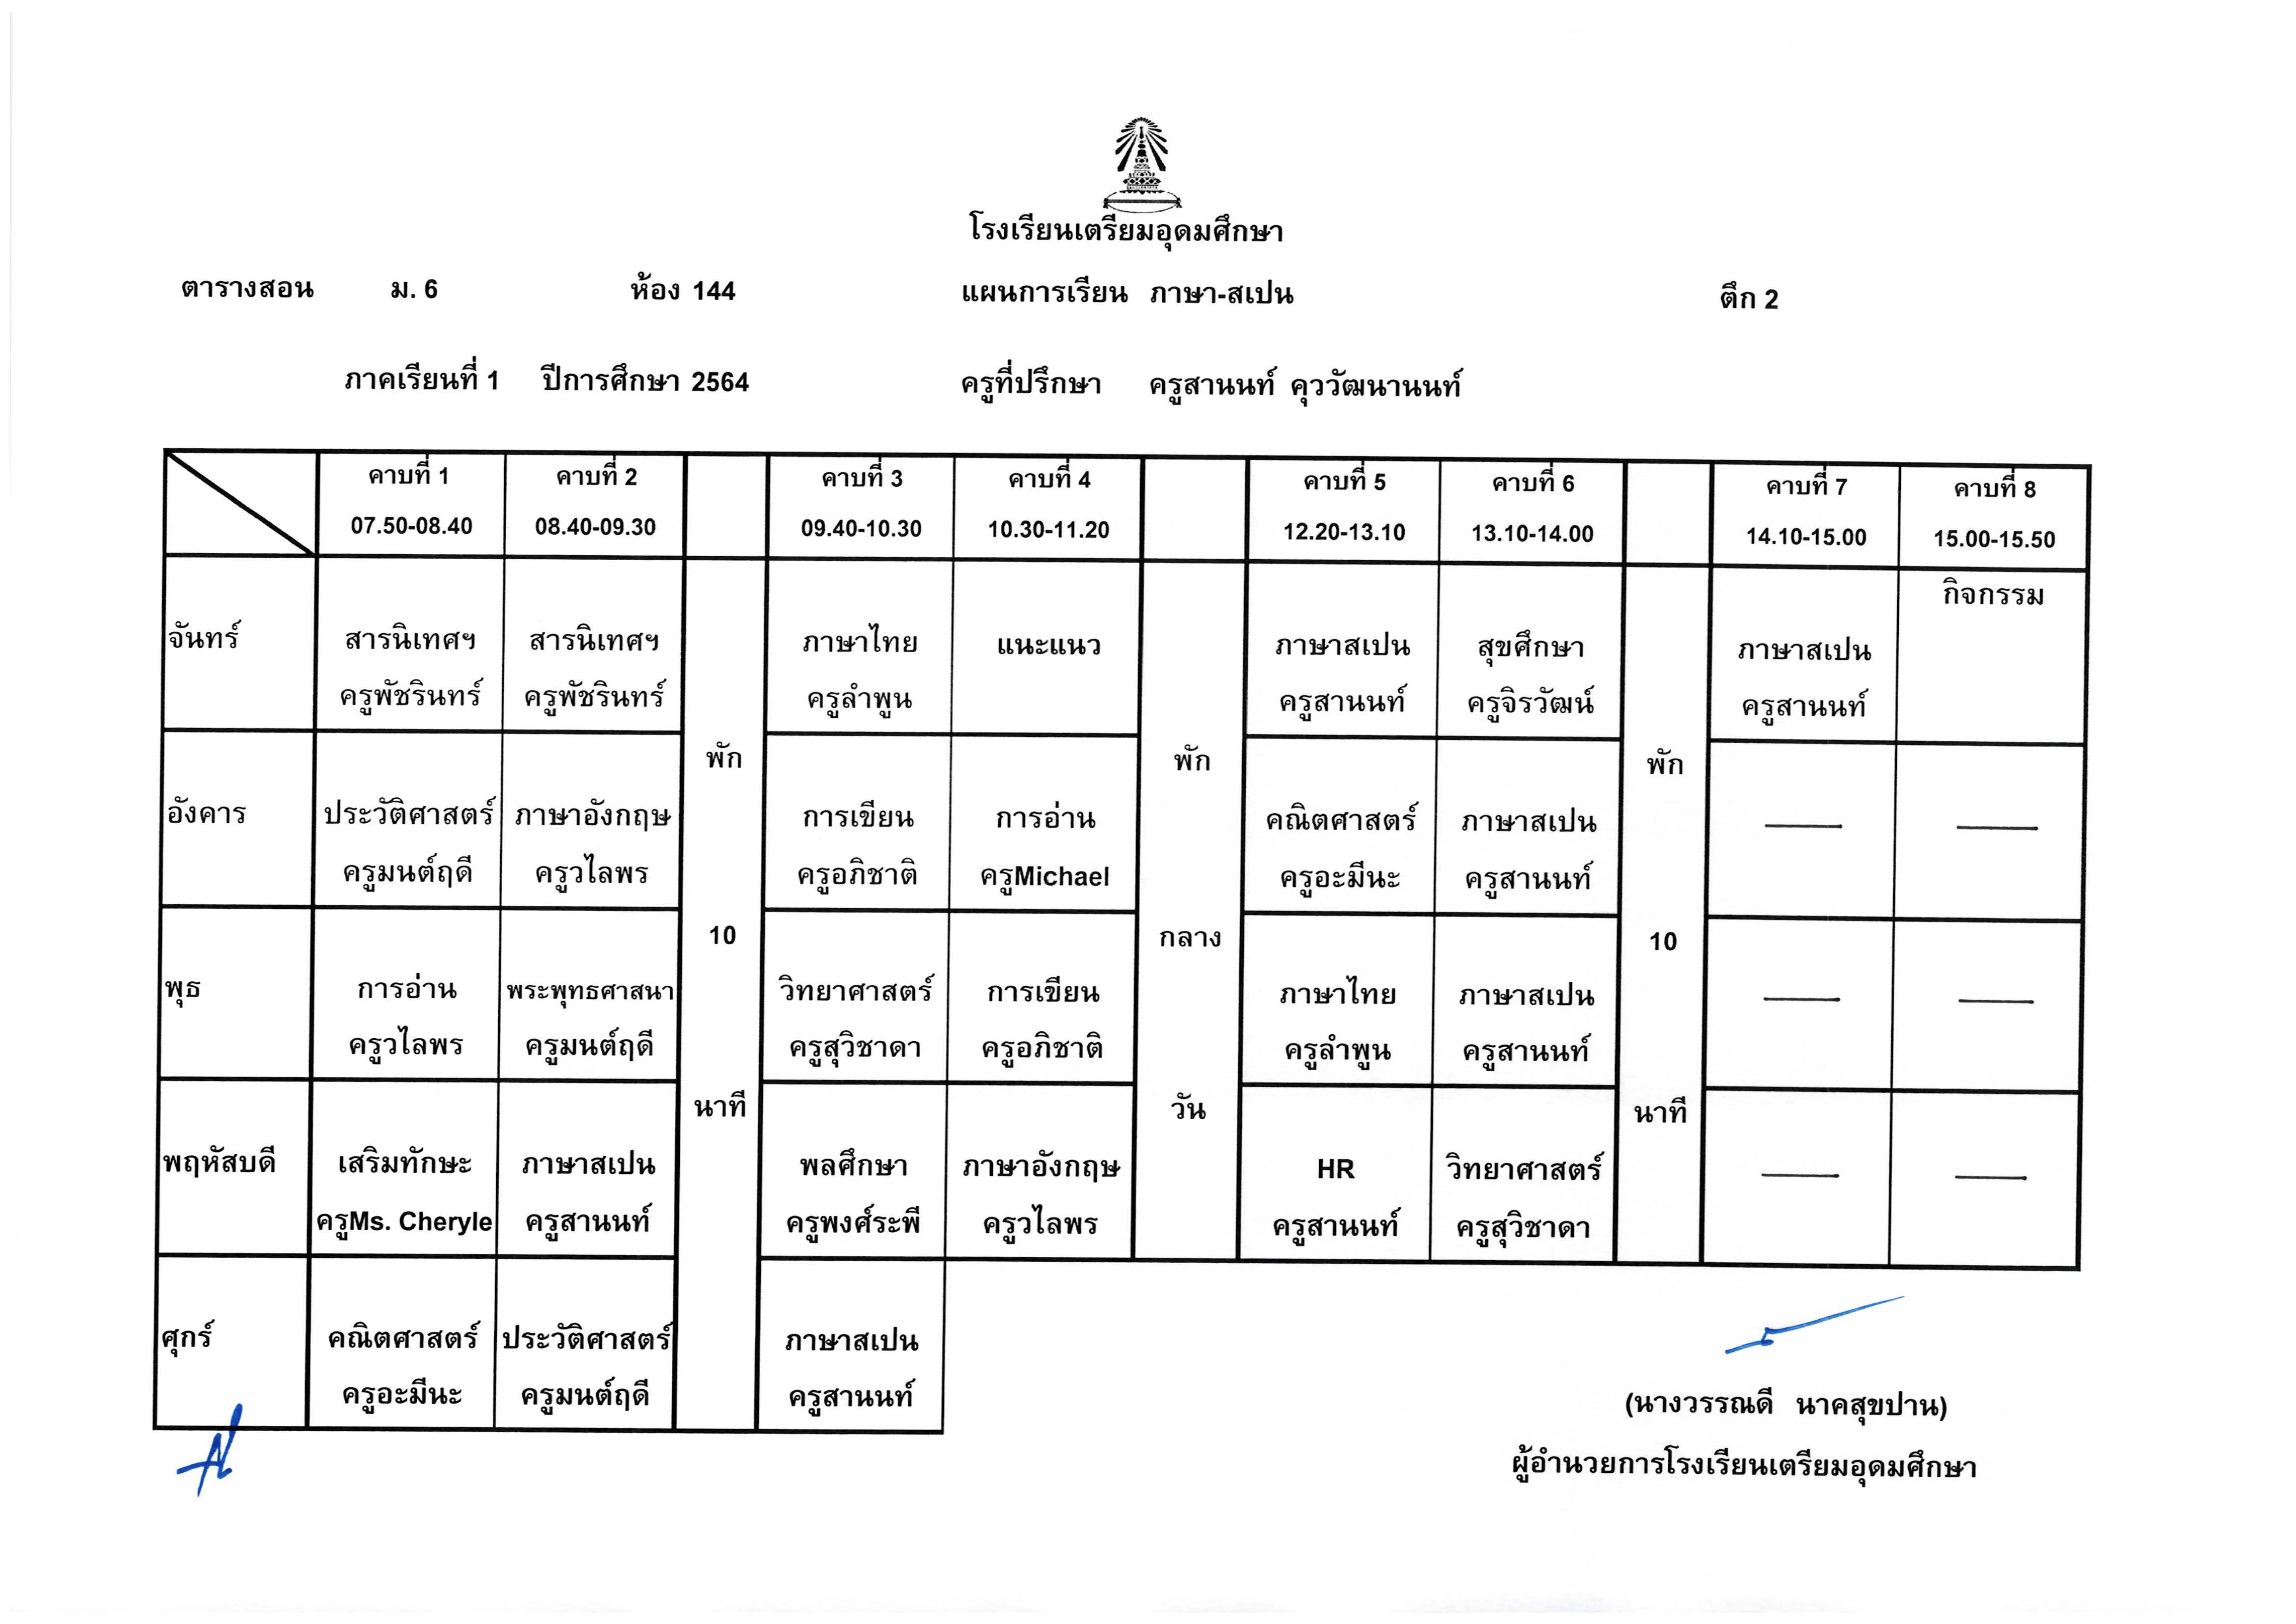 โรงเรียนเตรียมอุดมศึกษา
ตารางสอน ม. 6 ห้อง 144 แผนการเรียน ภาษา-สเปน ตึก 2
ภาคเรียนที่ 1 ปีการศึกษา 2564 ครูที่ปรึกษา ครูสานนท์ คุววัฒนานนท์
คาบที่ 1 คาบที่ 2 คาบที่ 3 คาบที่ 4 คาบที่ 5 คาบที่ 6 คาบที่ 7 คาบที่ 8
07.50-08.40 08.40-09.30 09.40-10.30 10.30-11.20 12.20-13.10 13.10-14.00 14.10-15.00 15.00-15.50
กิจกรรม
จันทร์ สารนิเทศฯ สารนิเทศฯ ภาษาไทย แนะแนว ภาษาสเปน สุขศึกษา ภาษาสเปน
ครูพัชรินทร์ ครูพัชรินทร์ ครูลำพูน ครูสานนท์ ครูจิรวัฒน์ ครูสานนท์
พัก พัก พัก
อังคาร ประวัติศาสตร์ ภาษาอังกฤษ การเขียน การอ่าน คณิตศาสตร์ ภาษาสเปน
ครูมนต์ฤดี ครูวไลพร ครูอภิชาติ ครูMichael ครูอะมีนะ ครูสานนท์
10 กลาง 10
พุธ การอ่าน พระพุทธศาสนา วิทยาศาสตร์ การเขียน ภาษาไทย ภาษาสเปน
ครูวไลพร ครูมนต์ฤดี ครูสุวิชาดา ครูอภิชาติ ครูลำพูน ครูสานนท์
นาที วัน นาที
พฤหัสบดี เสริมทักษะ ภาษาสเปน พลศึกษา ภาษาอังกฤษ HR วิทยาศาสตร์
ครูMs. Cheryle ครูสานนท์ ครูพงศ์ระพี ครูวไลพร ครูสานนท์ ครูสุวิชาดา
ศุกร์ คณิตศาสตร์ ประวัติศาสตร์ ภาษาสเปน
ครูอะมีนะ ครูมนต์ฤดี ครูสานนท์
(นางวรรณดี นาคสุขปาน)
ผู้อำนวยการโรงเรียนเตรียมอุดมศึกษา